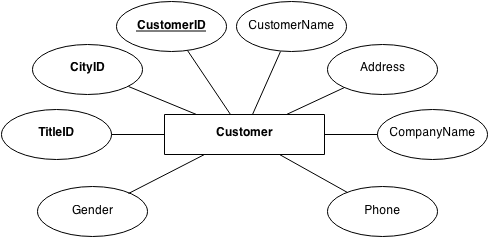 CustomerID
CustomerName
CityID
Address
TitleID
Customer
CompanyName
Gender
Phone